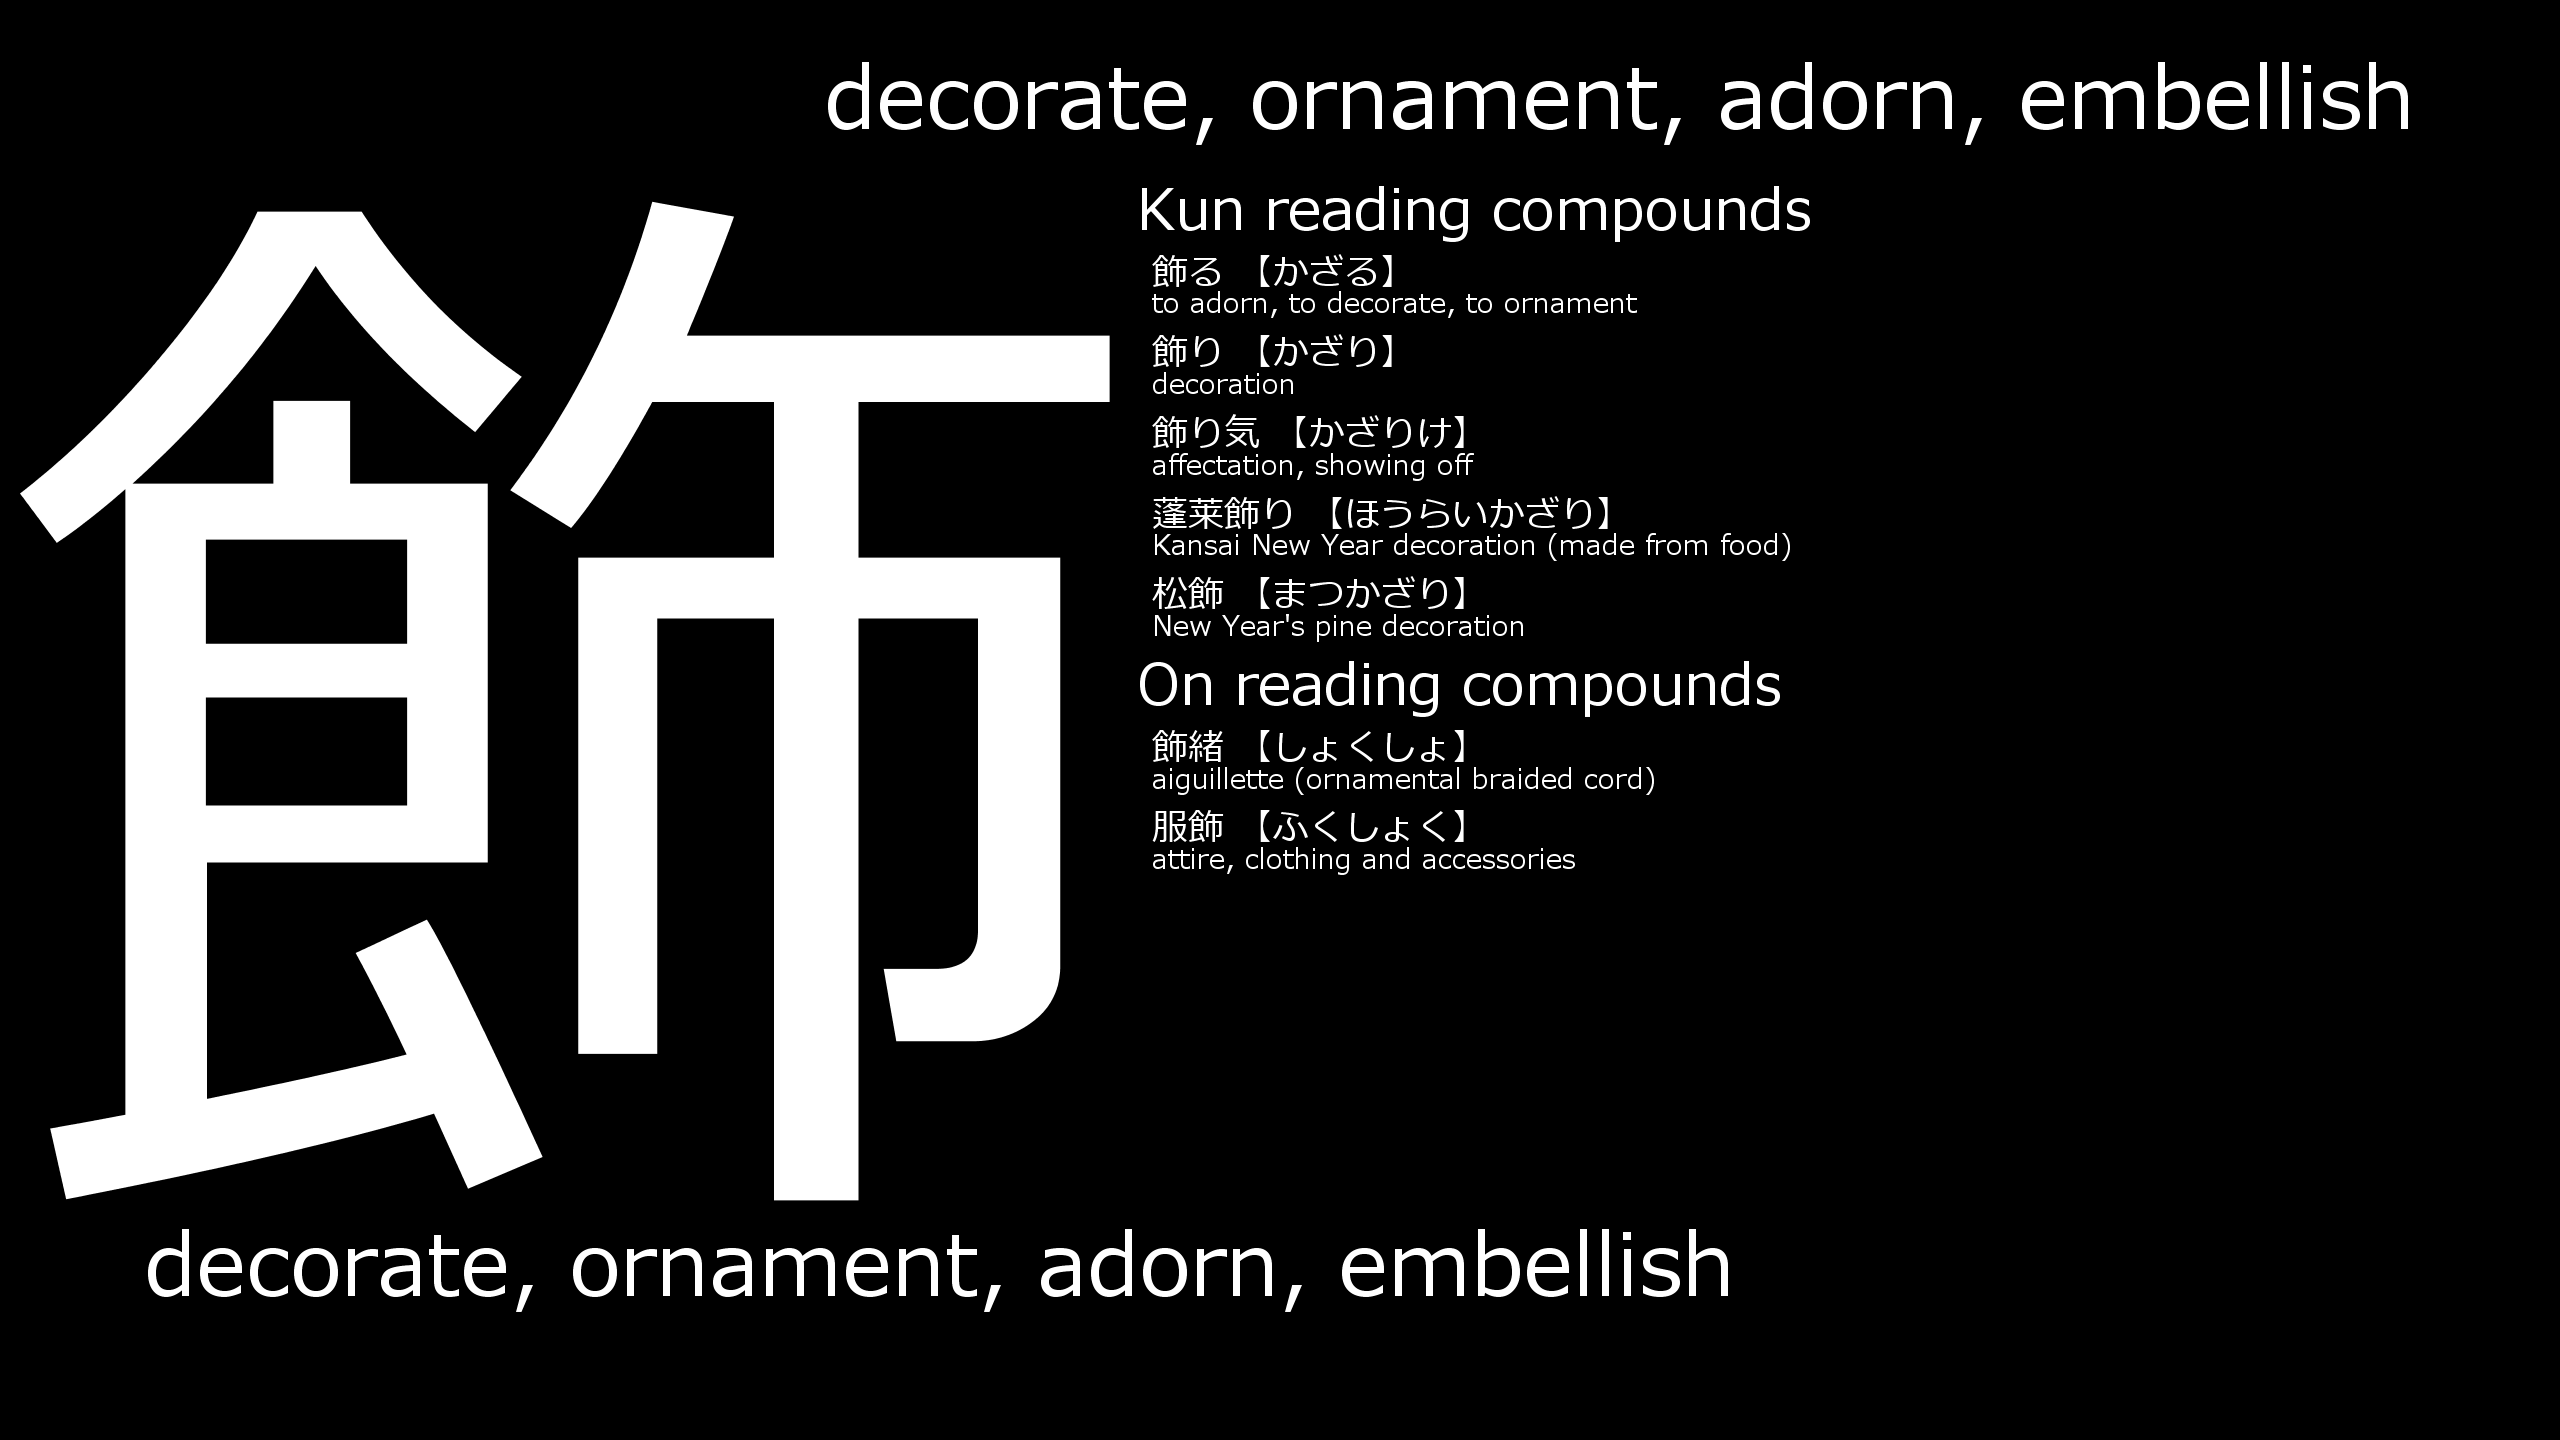 decorate, ornament, adorn, embellish
飾
Kun reading compounds
飾る 【かざる】
to adorn, to decorate, to ornament
飾り 【かざり】
decoration
飾り気 【かざりけ】
affectation, showing off
蓬莱飾り 【ほうらいかざり】
Kansai New Year decoration (made from food)
松飾 【まつかざり】
New Year's pine decoration
On reading compounds
飾緒 【しょくしょ】
aiguillette (ornamental braided cord)
服飾 【ふくしょく】
attire, clothing and accessories
decorate, ornament, adorn, embellish